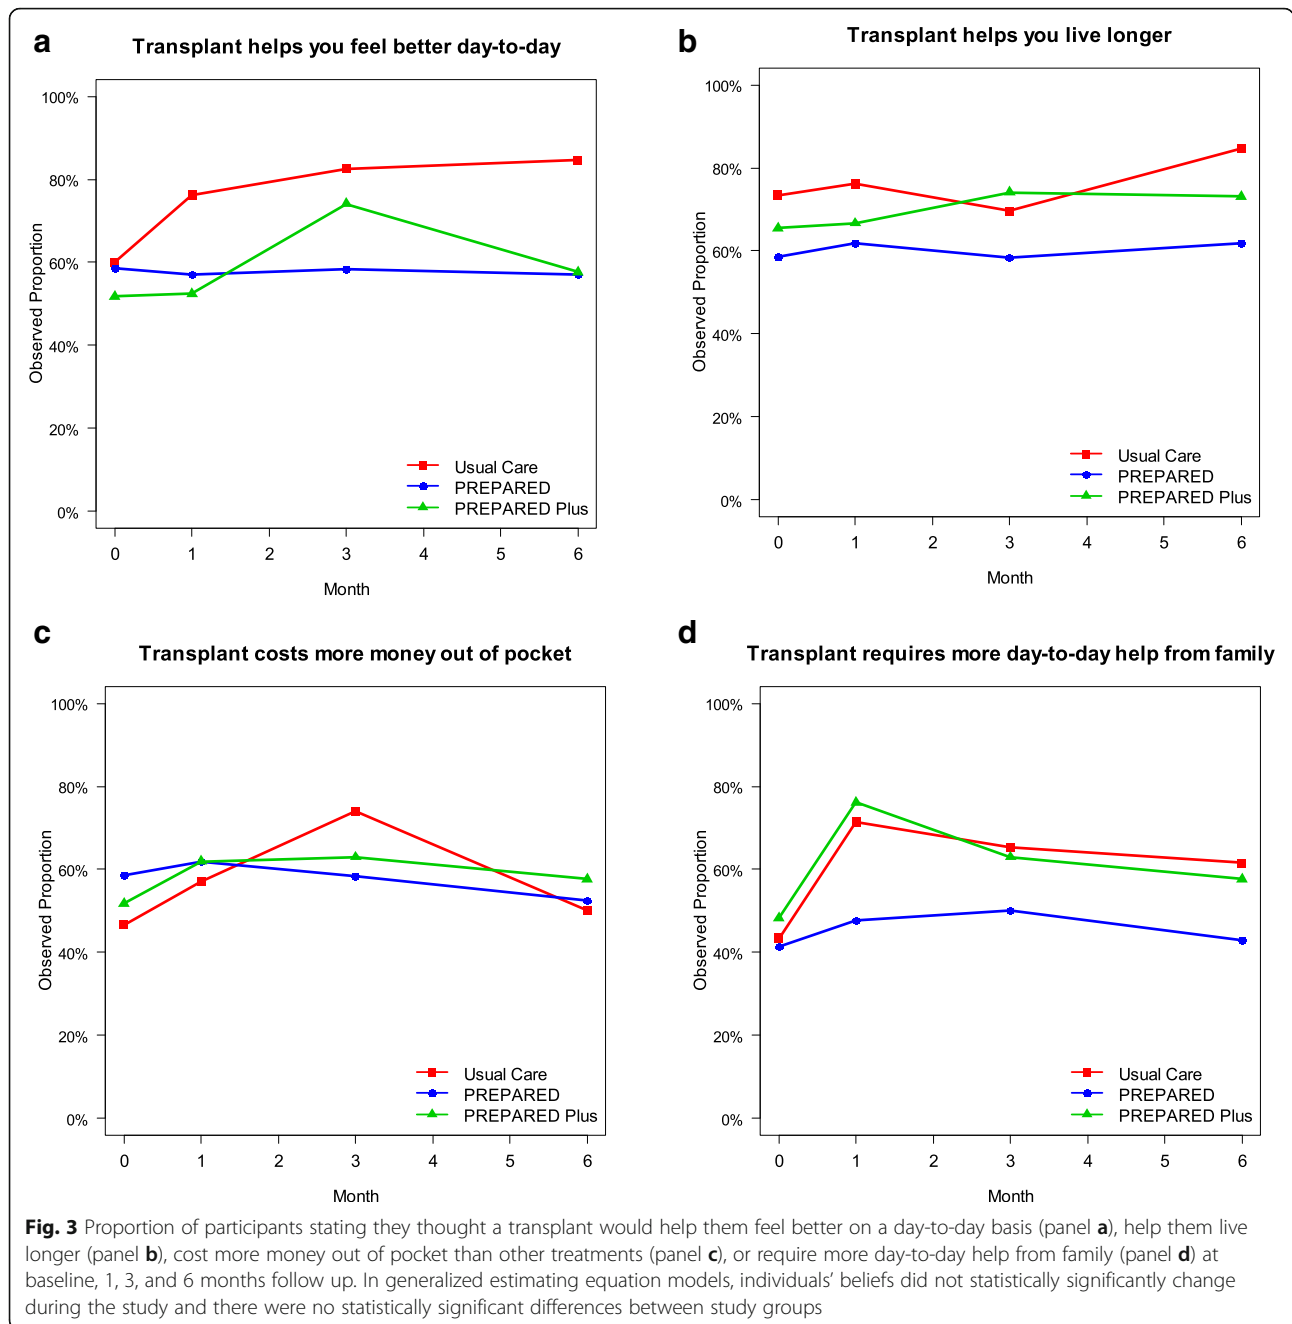 a
Transplant helps you feel better day-to-day
100%
80%
60%
40%
20%
0%
Observed Proportion
Usual Care
PREPARED
PREPARED Plus
0 1 2 3 4 5 6
Month
b
Transplant helps you live longer
100%
80%
60%
40%
20%
0%
Observed Proportion
Usual Care
PREPARED
PREPARED Plus
0 1 2 3 4 5 6
Month
c
Transplant costs more money out of pocket
100%
80%
60%
40%
20%
0%
Observed Proportion
Usual Care
PREPARED
PREPARED Plus
0 1 2 3 4 5 6
Month
d
Transplant requires more day-to-day help from family
100%
80%
60%
40%
20%
0%
Observed Proportion
Usual Care
PREPARED
PREPARED Plus
0 1 2 3 4 5 6
Month
Fig. 3 Proportion of participants stating they thought a transplant would help them feel better on a day-to-day basis (panel a), help them live
longer (panel b), cost more money out of pocket than other treatments (panel c), or require more day-to-day help from family (panel d) at
baseline, 1, 3, and 6 months follow up. In generalized estimating equation models, individuals’ beliefs did not statistically significantly change
during the study and there were no statistically significant differences between study groups